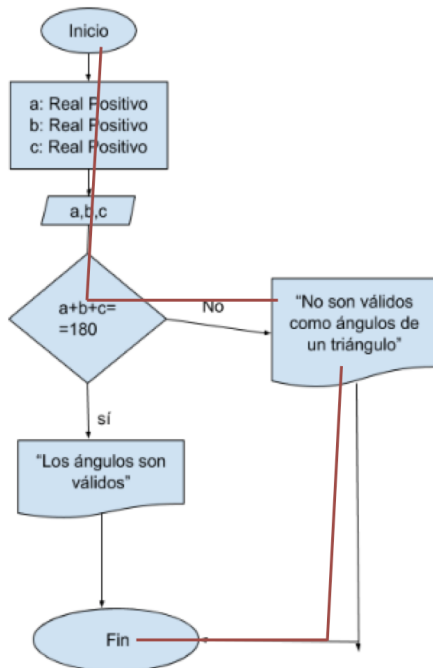 Inicio
a: Real Positivo
b: Real Positivo
c: Real Positivo
a,b,c
a+b+c=
=180
No
“No son válidos
como ángulos de
un triángulo”
sí
“Los ángulos son
válidos”
Fin